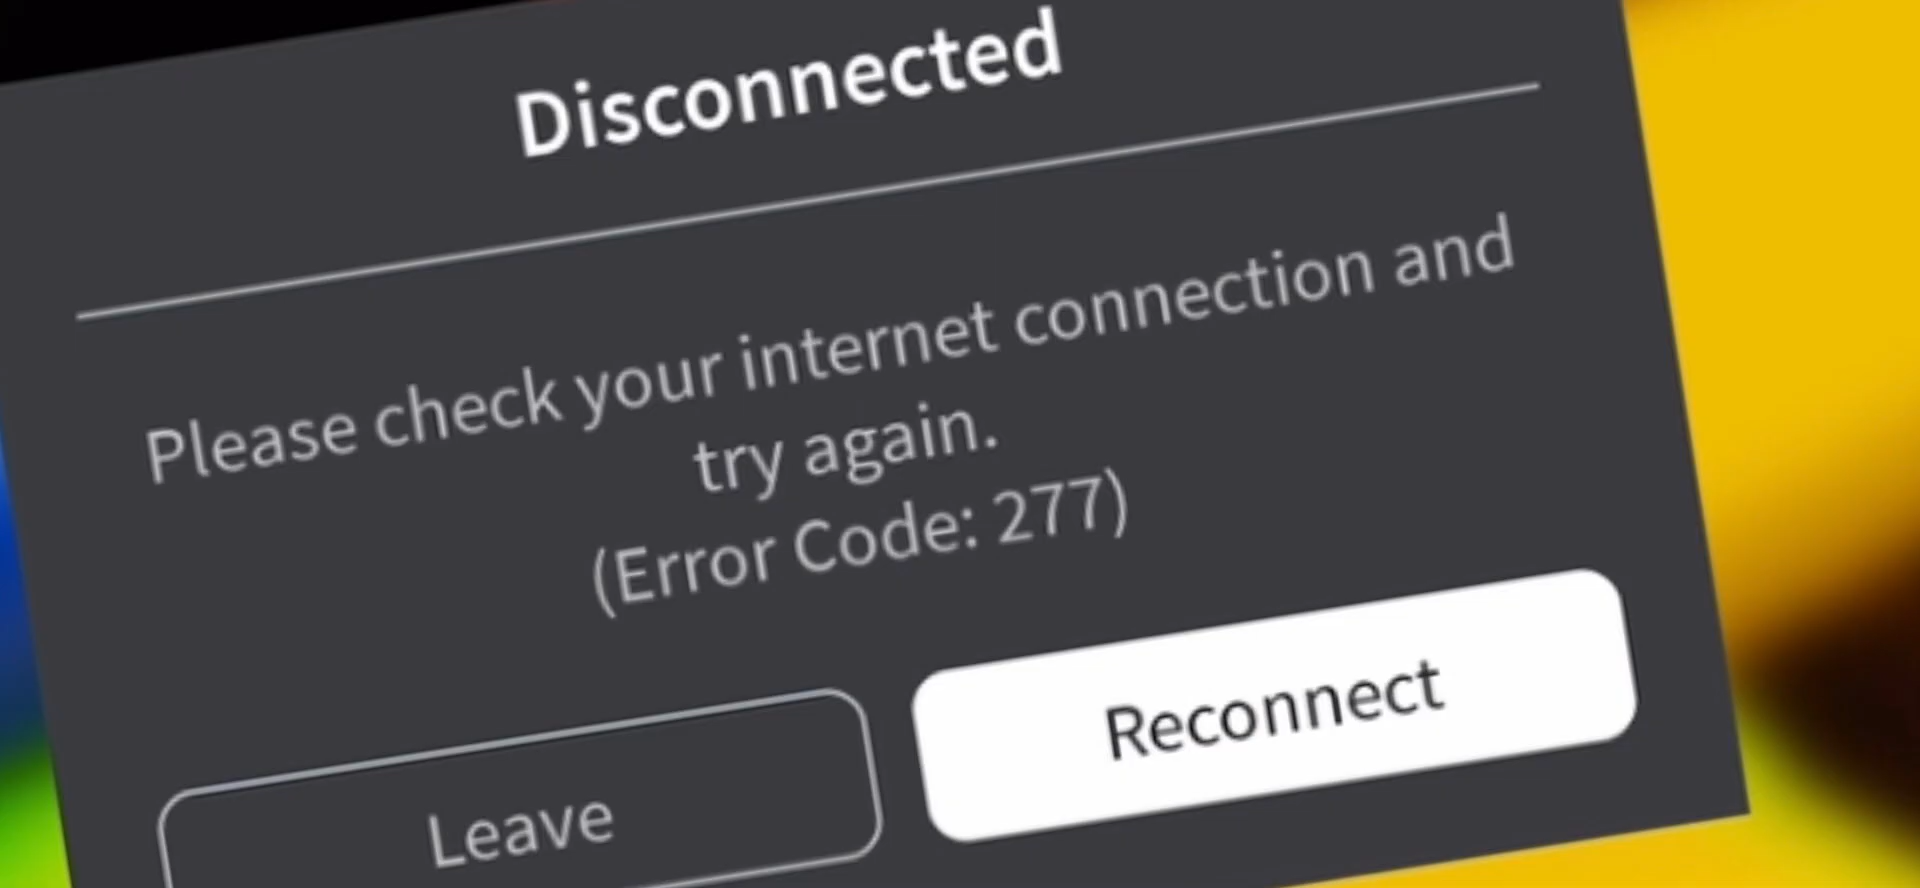 Disconnected
Please check your internet connection and
try again.
(Error Code: 277)
Reconnect
Leave